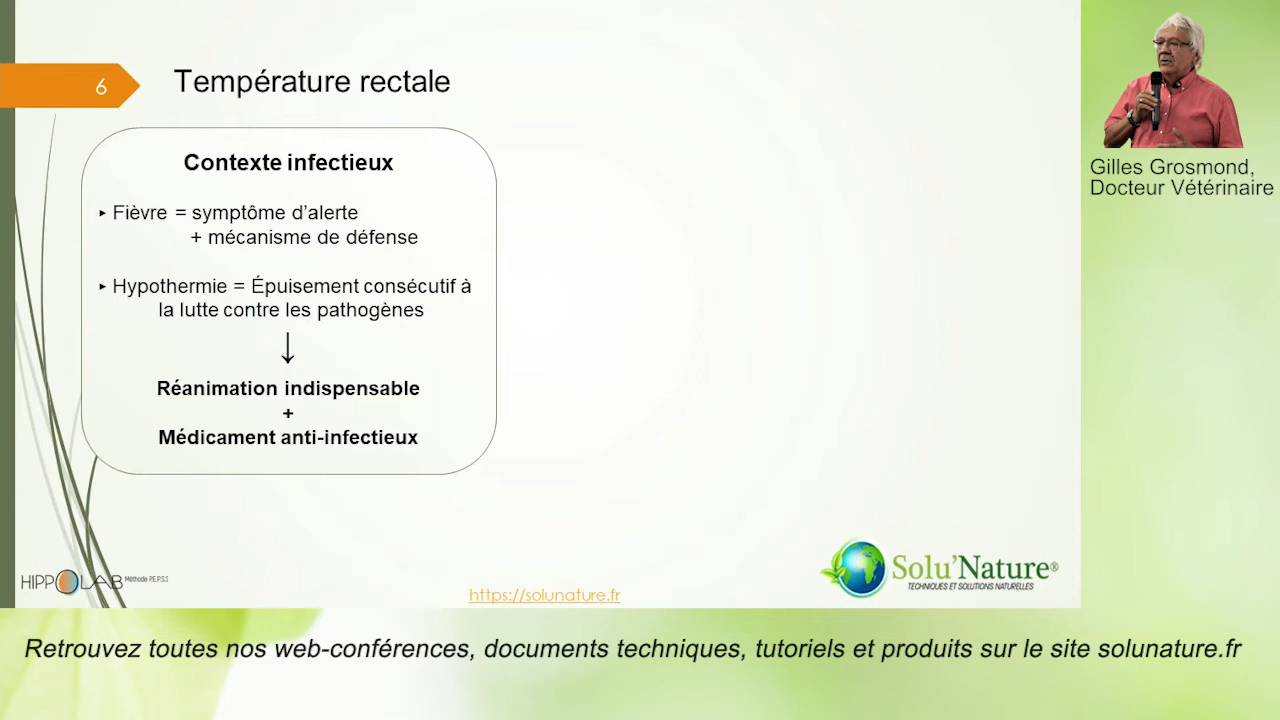 6
Température rectale
Contexte infectieux
▸ Fièvre = symptôme d’alerte
+ mécanisme de défense
▸ Hypothermie = Épuisement consécutif à
la lutte contre les pathogènes
↓
Réanimation indispensable
+
Médicament anti-infectieux
Gilles Grosmond,
Docteur Vétérinaire
HIPPOLAB Méthode P.E.P.S.S
https://solunature.fr
Solu’Nature®
TECHNIQUES ET SOLUTIONS NATURELLES
Retrouvez toutes nos web-conférences, documents techniques, tutoriels et produits sur le site solunature.fr